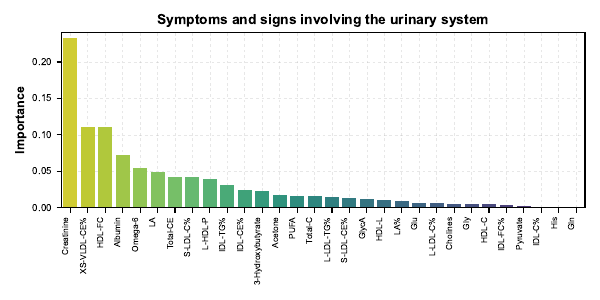 Symptoms and signs involving the urinary system
Importance
0.20
0.15
0.10
0.05
0.00
Creatinine
XS-VLDL-CE%
HDL-FC
Albumin
Omega-6
LA
Total-CE
S-LDL-C%
L-HDL-P
IDL-TG%
IDL-CE%
3-Hydroxybutyrate
Acetone
PUFA
Total-C
L-LDL-TG%
S-LDL-CE%
GlycA
HDL-L
LA%
Glu
L-LDL-C%
Cholines
Gly
HDL-C
IDL-FC%
Pyruvate
IDL-C%
His
Gln